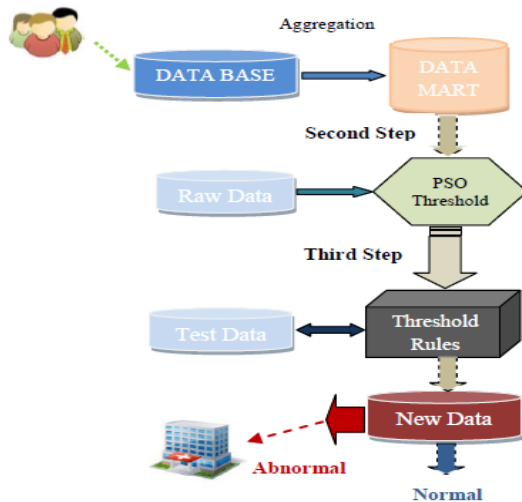 Aggregation
DATA BASE
DATA
MART
Second Step
Raw Data
PSO
Threshold
Third Step
Test Data
Threshold
Rules
New Data
Abnormal
Normal